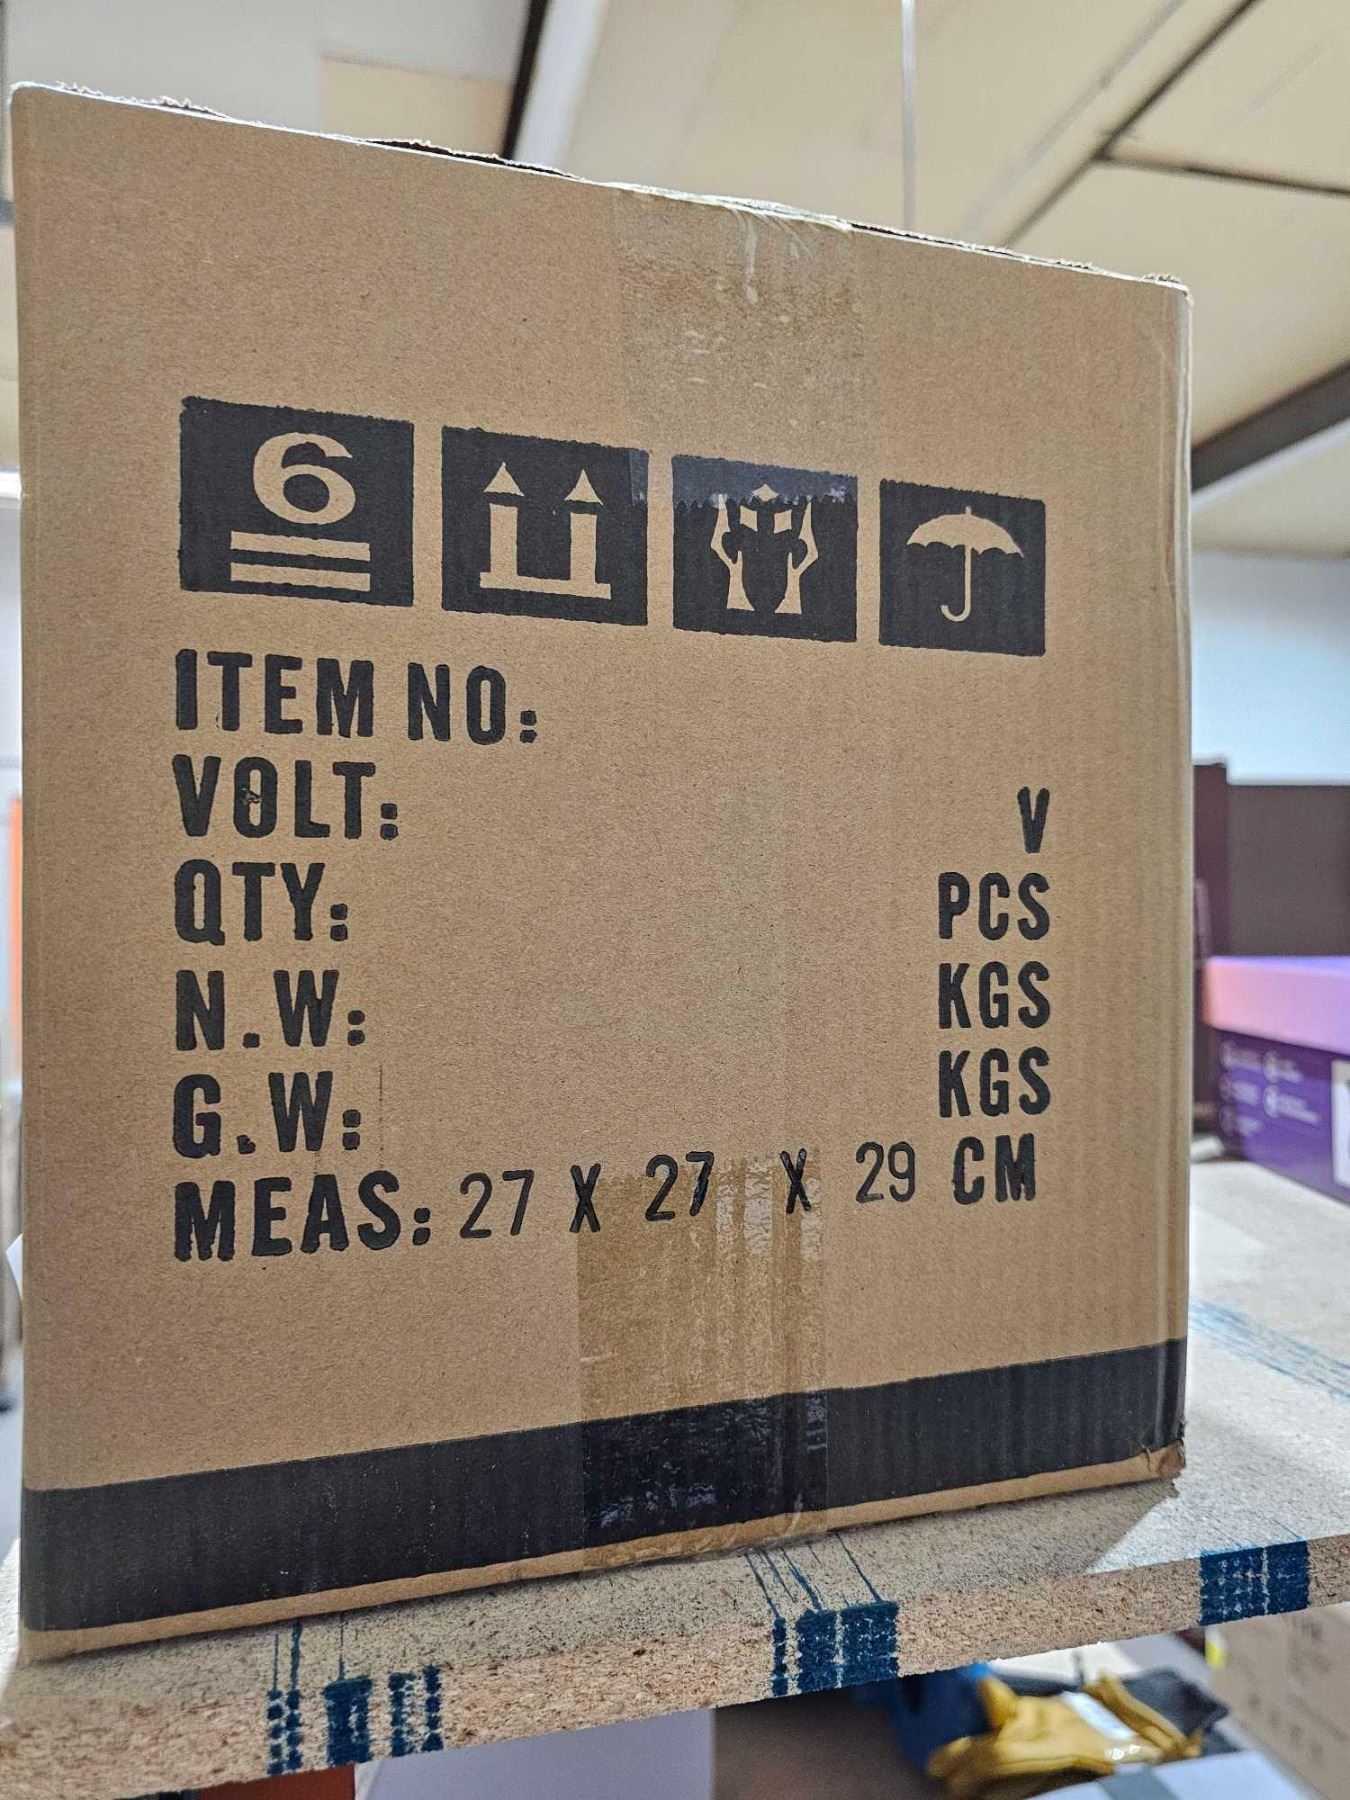 6
ITEM NO:
VOLT: V
QTY: PCS
N.W: KGS
G.W: KGS
MEAS: 27 X 27 X 29 CM